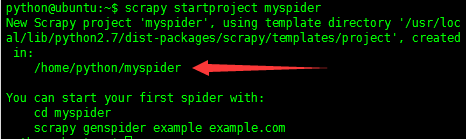 python@ubuntu:~$ scrapy startproject myspider
New Scrapy project 'myspider', using template directory '/usr/loc
al/lib/python2.7/dist-packages/scrapy/templates/project', created
in:
/home/python/myspider
You can start your first spider with:
cd myspider
scrapy genspider example example.com